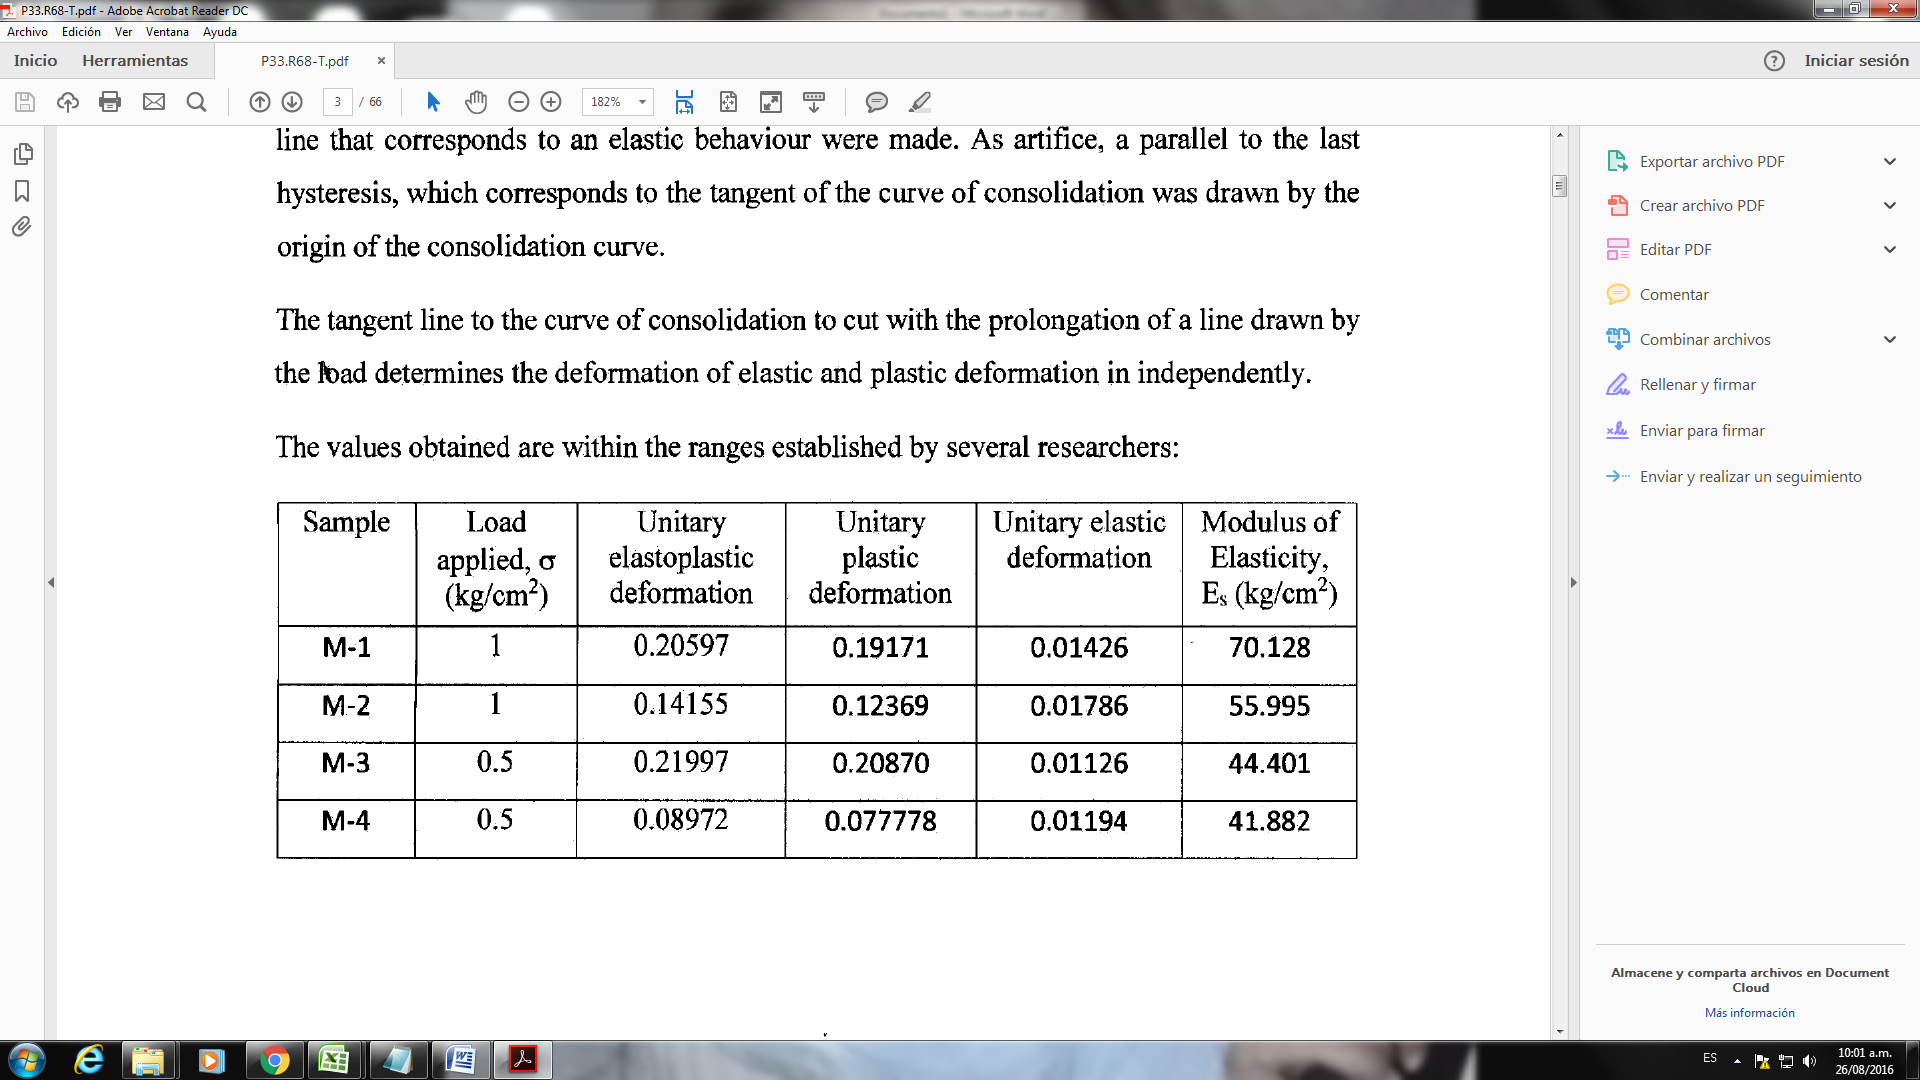 P33.R68-T.pdf - Adobe Acrobat Reader DC
Archivo Edición Ver Ventana Ayuda
Inicio Herramientas P33.R68-T.pdf × ? Iniciar sesión
3 / 66 182%
line that corresponds to an elastic behaviour were made. As artifice, a parallel to the last
hysteresis, which corresponds to the tangent of the curve of consolidation was drawn by the
origin of the consolidation curve.
The tangent line to the curve of consolidation to cut with the prolongation of a line drawn by
the load determines the deformation of elastic and plastic deformation in independently.
The values obtained are within the ranges established by several researchers:
Sample
Load
applied, σ
(kg/cm²)
Unitary
elastoplastic
deformation
Unitary
plastic
deformation
Unitary elastic
deformation
Modulus of
Elasticity,
Es (kg/cm²)
M-1 1 0.20597 0.19171 0.01426 70.128
M-2 1 0.14155 0.12369 0.01786 55.995
M-3 0.5 0.21997 0.20870 0.01126 44.401
M-4 0.5 0.08972 0.077778 0.01194 41.882
Exportar archivo PDF
Crear archivo PDF
Editar PDF
Comentar
Combinar archivos
Rellenar y firmar
Enviar para firmar
Enviar y realizar un seguimiento
Almacene y comparta archivos en Document
Cloud
Más información
ES
10:01 a.m.
26/08/2016